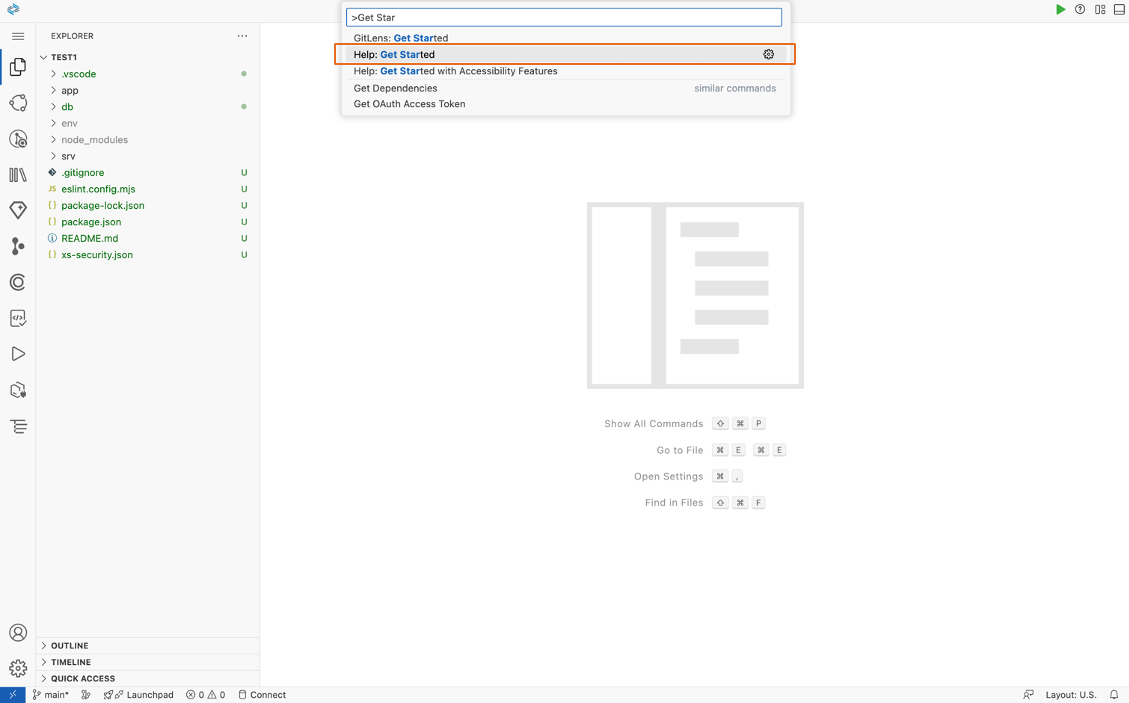 >Get Star
GitLens: Get Started
Help: Get Started
Help: Get Started with Accessibility Features
Get Dependencies similar commands
Get OAuth Access Token
EXPLORER
TEST1
.vscode
app
db
env
node_modules
srv
.gitignore U
JS eslint.config.mjs U
{} package-lock.json U
{} package.json U
README.md U
{} xs-security.json U
OUTLINE
TIMELINE
QUICK ACCESS
Show All Commands ⇧ ⌘ P
Go to File ⌘ E ⌘ E
Open Settings ⌘ ,
Find in Files ⇧ ⌘ F
main* Launchpad 0 0 Connect Layout: U.S.